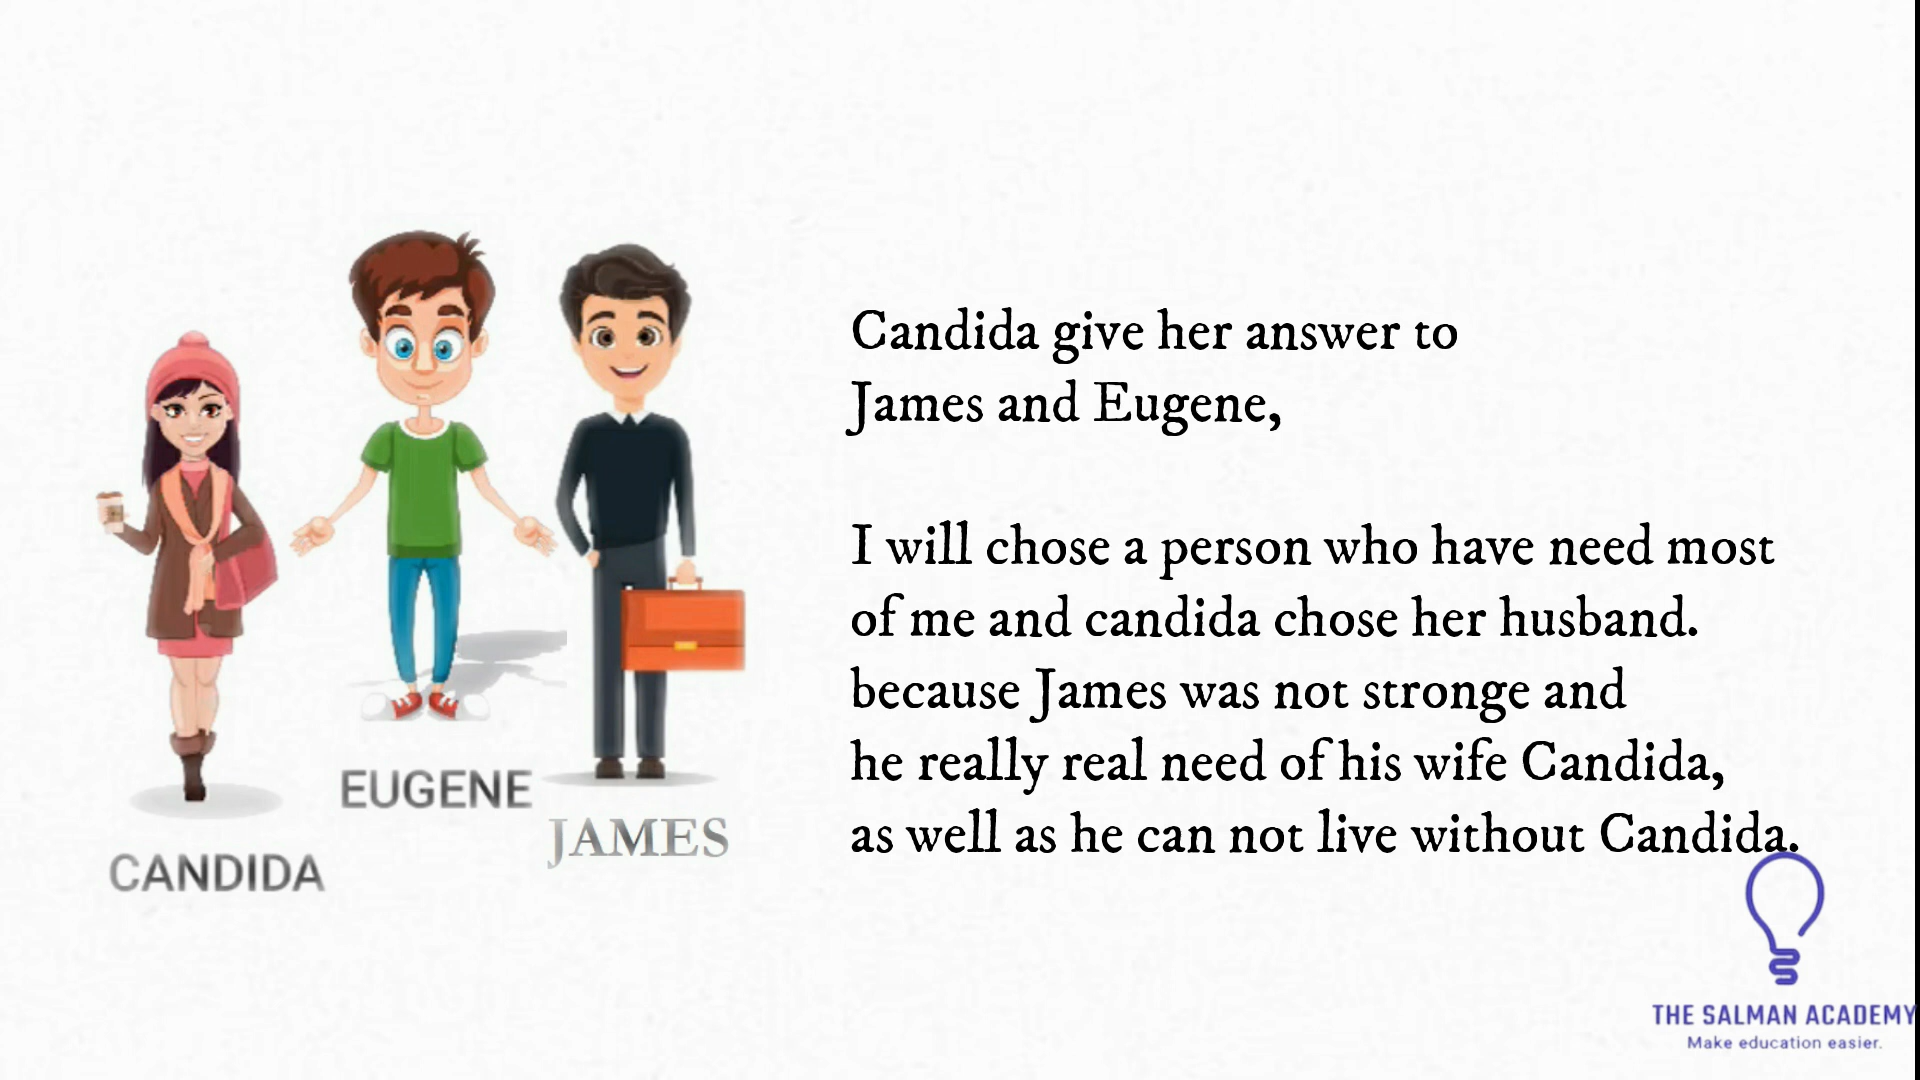 Candida give her answer to
James and Eugene,
I will chose a person who have need most
of me and candida chose her husband.
because James was not stronge and
he really real need of his wife Candida,
as well as he can not live without Candida.
EUGENE
JAMES
CANDIDA
THE SALMAN ACADEMY
Make education easier.